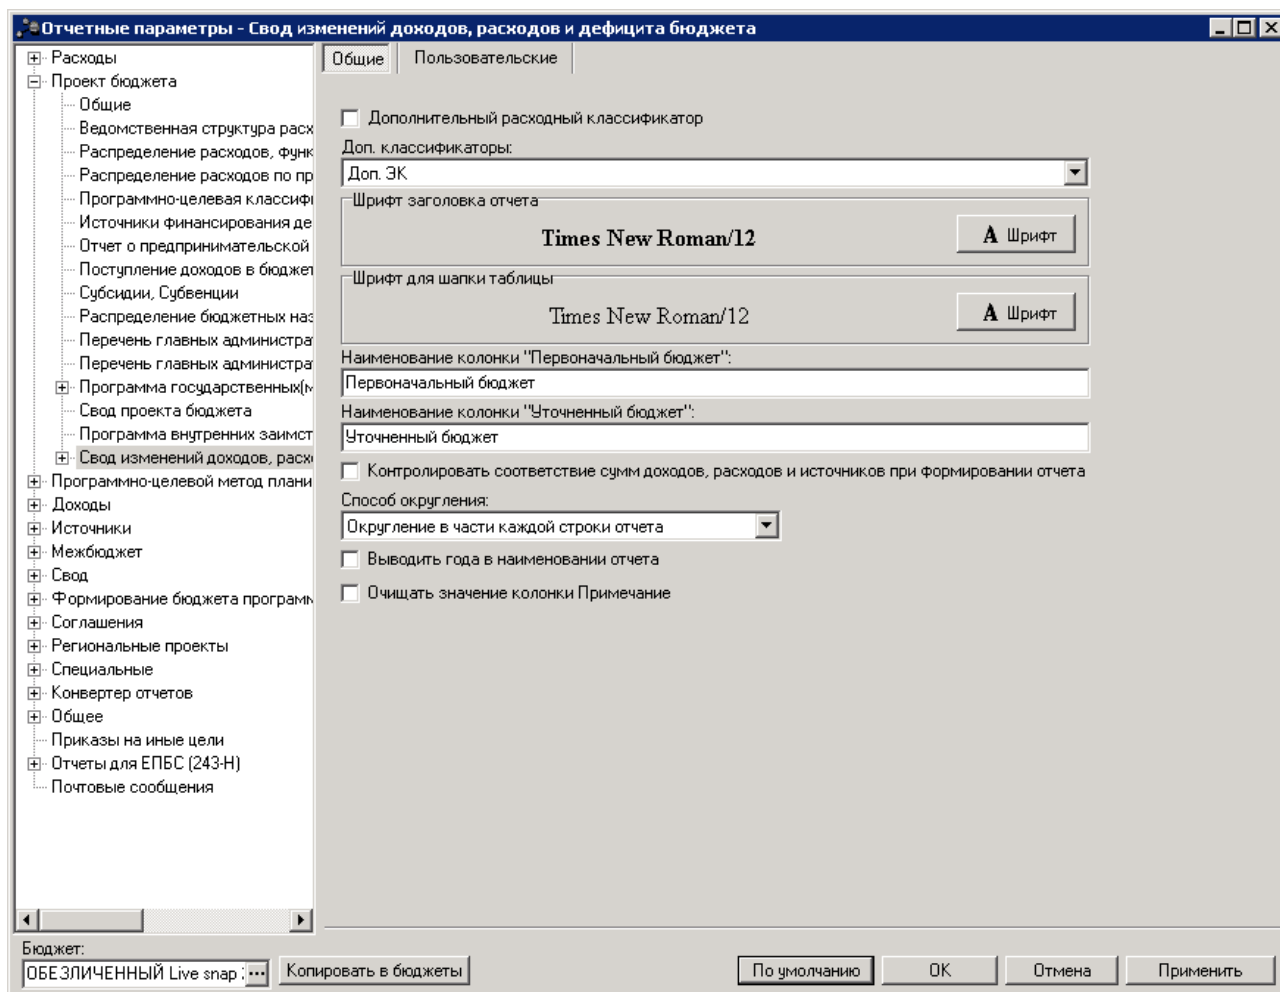 Отчетные параметры - Свод изменений доходов, расходов и дефицита бюджета
Расходы
Проект бюджета
Общие
Ведомственная структура расх
Распределение расходов, функ
Распределение расходов по пр
Программно-целевая классифи
Источники финансирования де
Отчет о предпринимательской
Поступление доходов в бюджет
Субсидии, Субвенции
Распределение бюджетных наз
Перечень главных администра
Перечень главных администра
Программа государственных(м
Свод проекта бюджета
Программа внутренних заимст
Свод изменений доходов, расхо
Программно-целевой метод плани
Доходы
Источники
Межбюджет
Свод
Формирование бюджета программ
Соглашения
Региональные проекты
Специальные
Конвертер отчетов
Общее
Приказы на иные цели
Отчеты для ЕПБС (243-Н)
Почтовые сообщения
Общие
Пользовательские
Дополнительный расходный классификатор
Доп. классификаторы:
Доп. ЭК
Шрифт заголовка отчета
Times New Roman/12
A Шрифт
Шрифт для шапки таблицы
Times New Roman/12
A Шрифт
Наименование колонки "Первоначальный бюджет":
Первоначальный бюджет
Наименование колонки "Уточненный бюджет":
Уточненный бюджет
Контролировать соответствие сумм доходов, расходов и источников при формировании отчета
Способ округления:
Округление в части каждой строки отчета
Выводить года в наименовании отчета
Очищать значение колонки Примечание
Бюджет:
ОБЕЗЛИЧЕННЫЙ Live snap
...
Копировать в бюджеты
По умолчанию
OK
Отмена
Применить